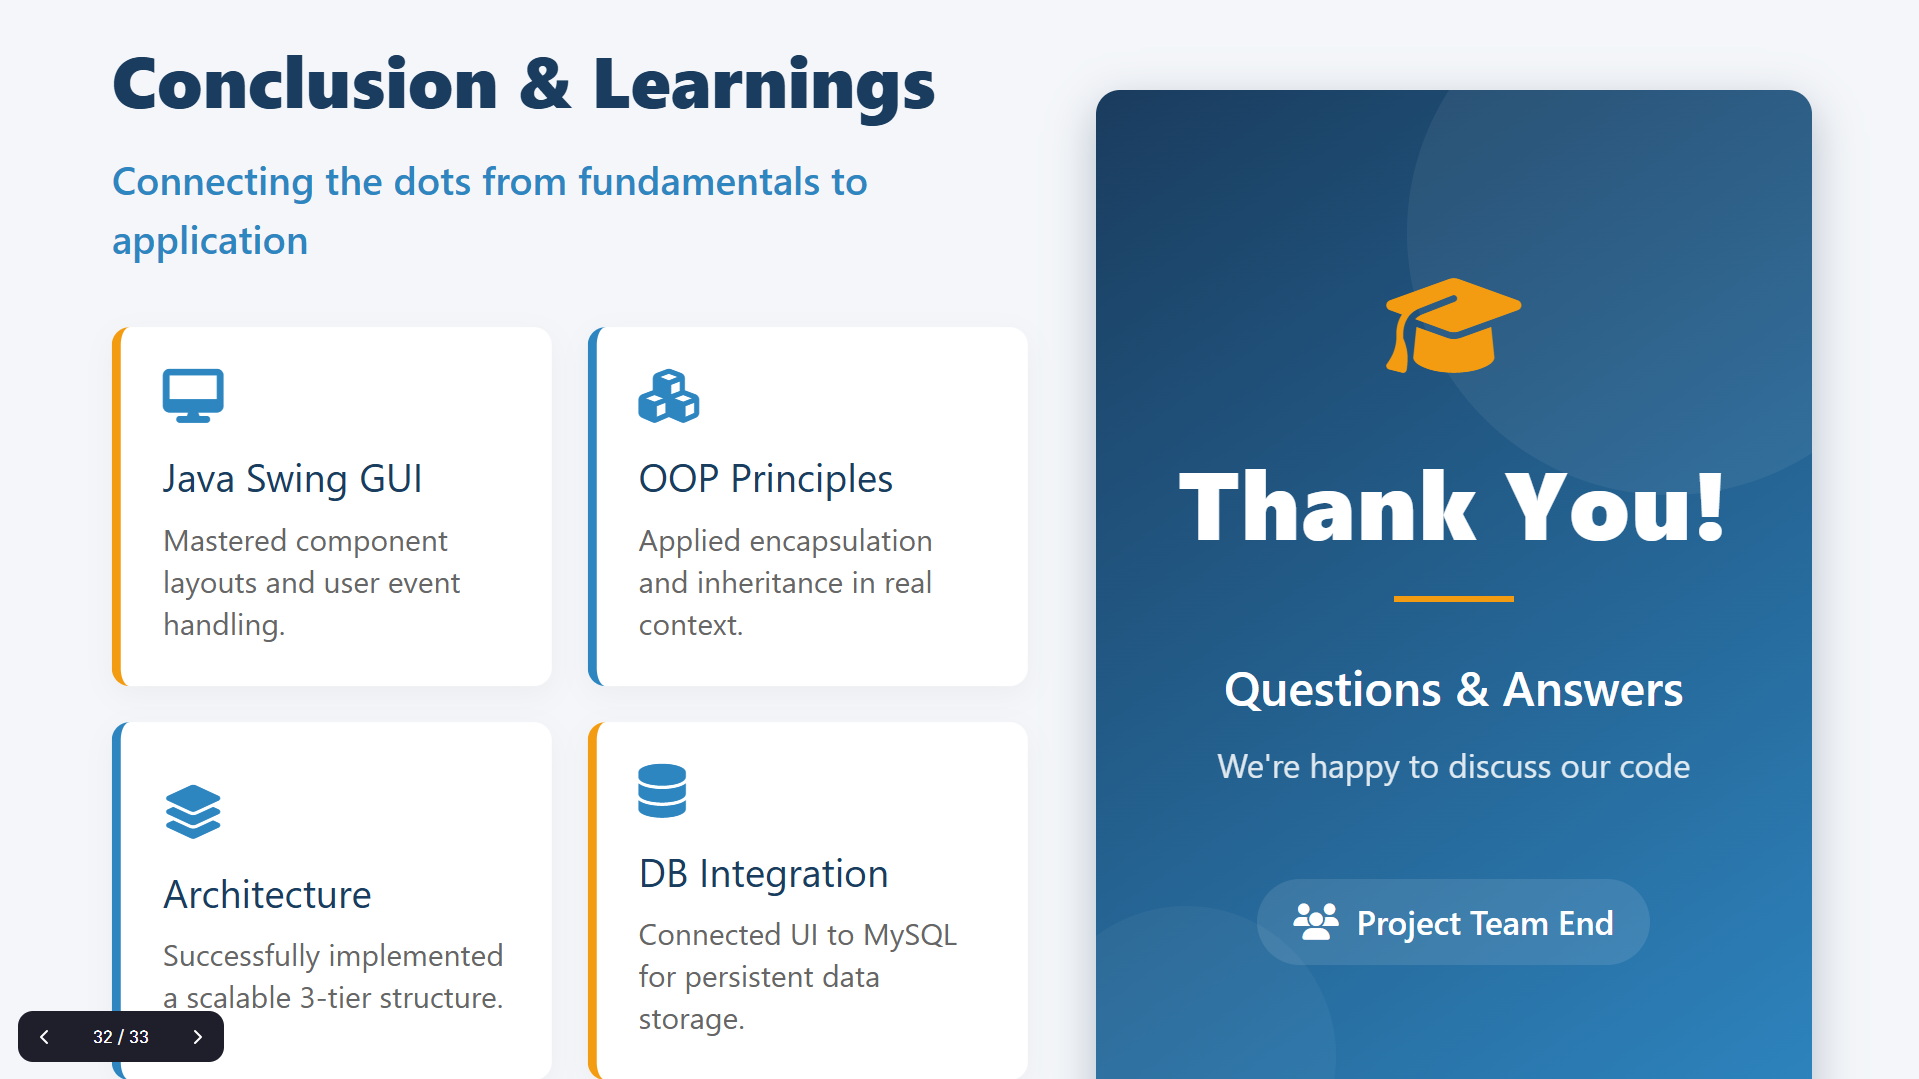 Conclusion & Learnings
Connecting the dots from fundamentals to
application
Java Swing GUI
Mastered component
layouts and user event
handling.
OOP Principles
Applied encapsulation
and inheritance in real
context.
Architecture
Successfully implemented
a scalable 3-tier structure.
DB Integration
Connected UI to MySQL
for persistent data
storage.
Thank You!
Questions & Answers
We're happy to discuss our code
Project Team End
32 / 33